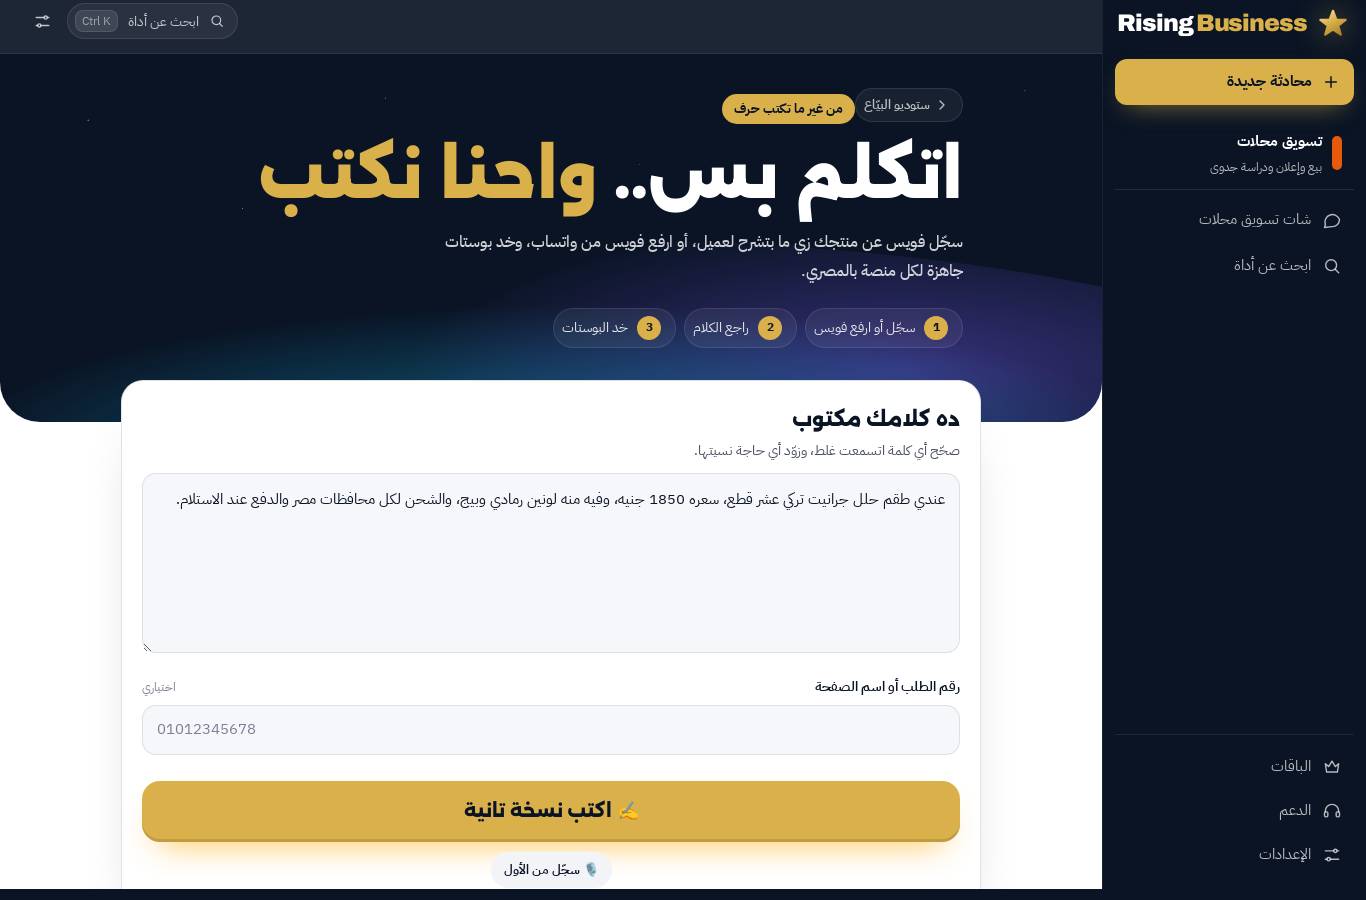 Rising Business
محادثة جديدة
تسويق محلات
بيع وإعلان ودراسة جدوى
شات تسويق محلات
ابحث عن أداة
الباقات
الدعم
الإعدادات
ابحث عن أداة Ctrl K
ستوديو البيّاع
من غير ما تكتب حرف
اتكلم بس.. واحنا نكتب
سجّل فويس عن منتجك زي ما بتشرح لعميل، أو ارفع فويس من واتساب، وخد بوستات
جاهزة لكل منصة بالمصري.
1 سجّل أو ارفع فويس
2 راجع الكلام
3 خد البوستات
ده كلامك مكتوب
صحّح أي كلمة اتسمعت غلط، وزوّد أي حاجة نسيتها.
عندي طقم حلل جرانيت تركي عشر قطع، سعره 1850 جنيه، وفيه منه لونين رمادي وبيج، والشحن لكل محافظات مصر والدفع عند الاستلام.
رقم الطلب أو اسم الصفحة
اختياري
01012345678
✍️ اكتب نسخة تانية
🎙️ سجّل من الأول